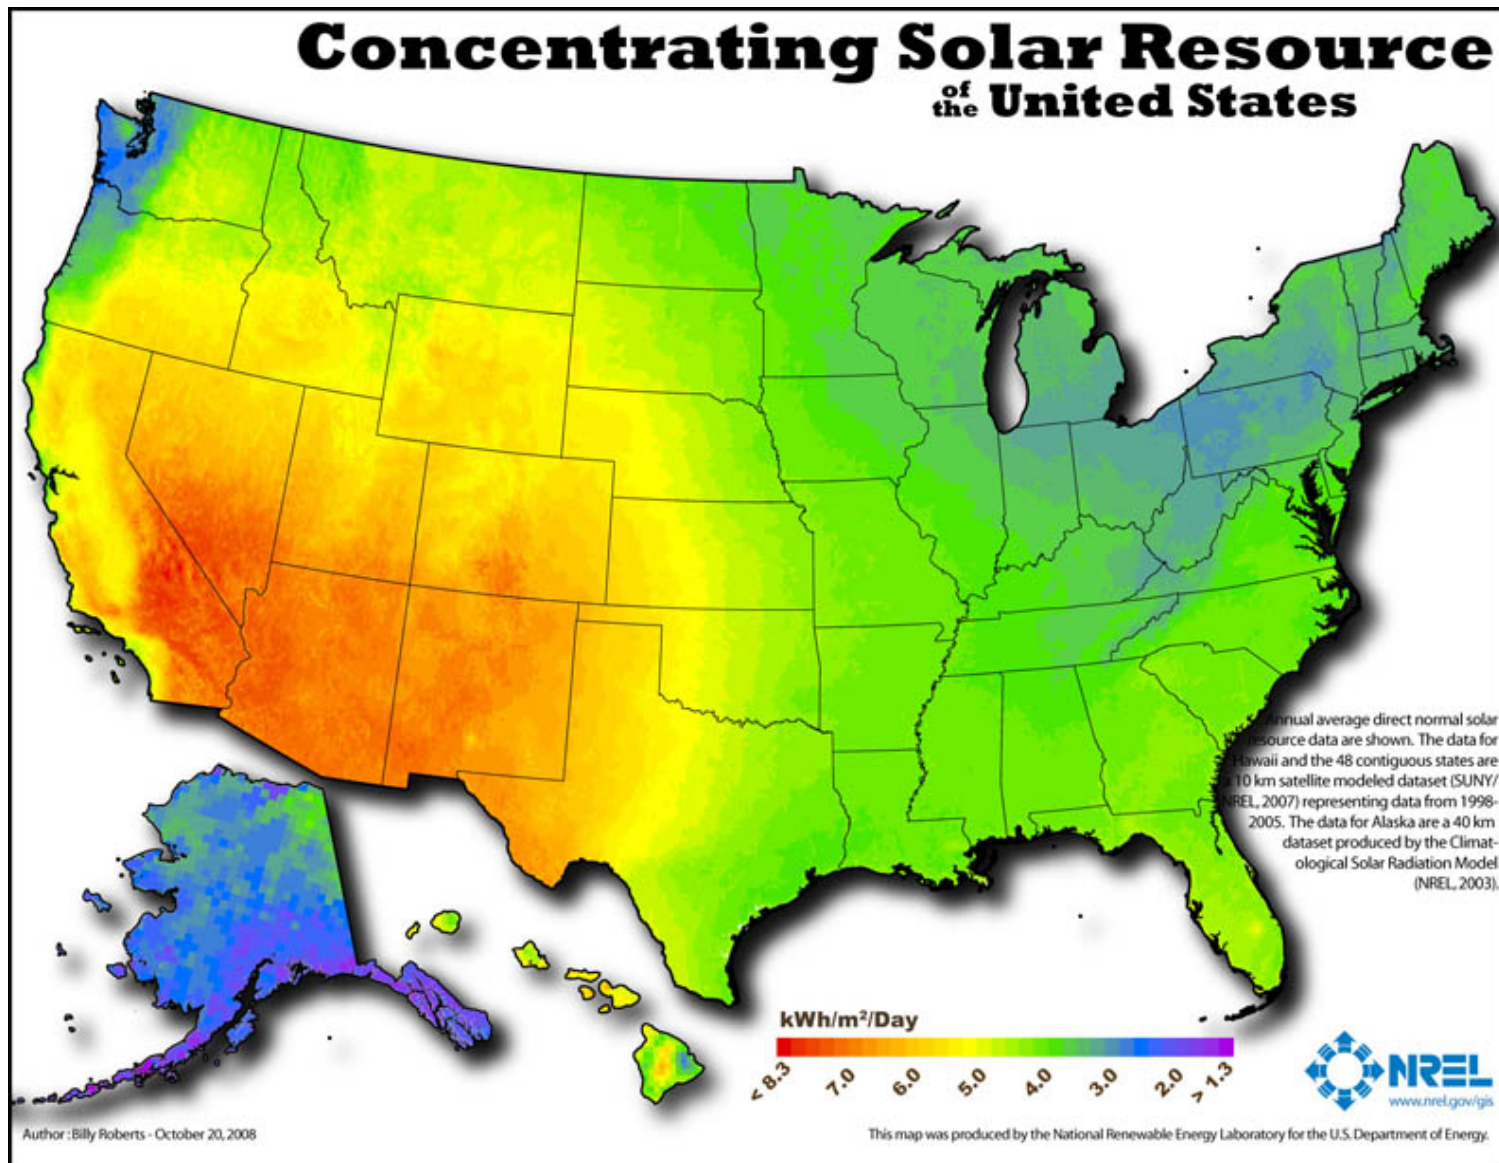 Concentrating Solar Resource
of the United States
Annual average direct normal solar
resource data are shown. The data for
Hawaii and the 48 contiguous states are
a 10 km satellite modeled dataset (SUNY/
NREL, 2007) representing data from 1998-
2005. The data for Alaska are a 40 km
dataset produced by the Climat-
ological Solar Radiation Model
(NREL, 2003).
kWh/m²/Day
< 8.3 7.0 6.0 5.0 4.0 3.0 2.0 > 1.3
NREL
www.nrel.gov/gis
Author : Billy Roberts - October 20, 2008
This map was produced by the National Renewable Energy Laboratory for the U.S. Department of Energy.